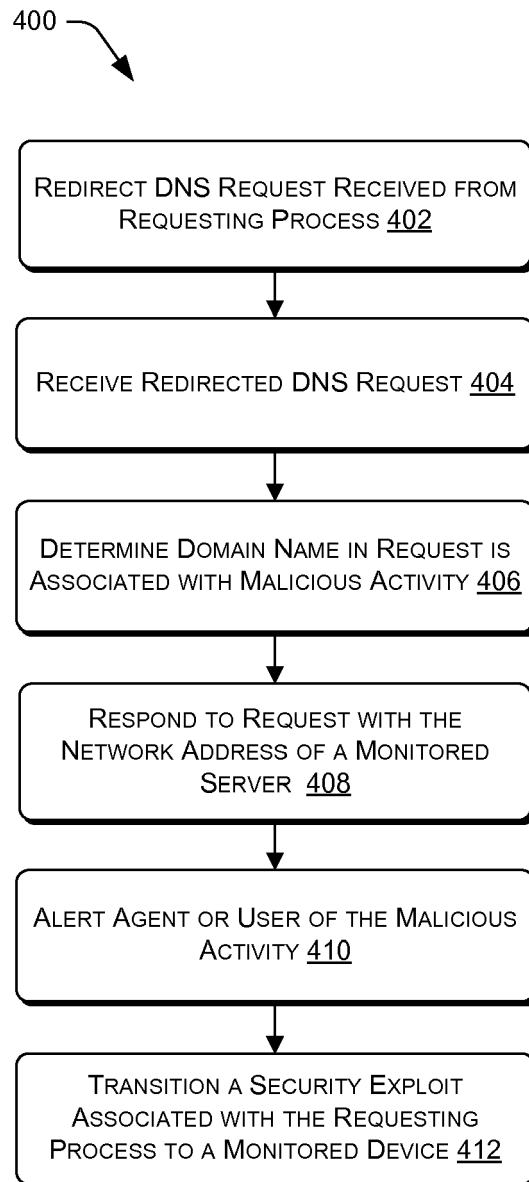 400
REDIRECT DNS REQUEST RECEIVED FROM
REQUESTING PROCESS 402
RECEIVE REDIRECTED DNS REQUEST 404
DETERMINE DOMAIN NAME IN REQUEST IS
ASSOCIATED WITH MALICIOUS ACTIVITY 406
RESPOND TO REQUEST WITH THE
NETWORK ADDRESS OF A MONITORED
SERVER 408
ALERT AGENT OR USER OF THE MALICIOUS
ACTIVITY 410
TRANSITION A SECURITY EXPLOIT
ASSOCIATED WITH THE REQUESTING
PROCESS TO A MONITORED DEVICE 412